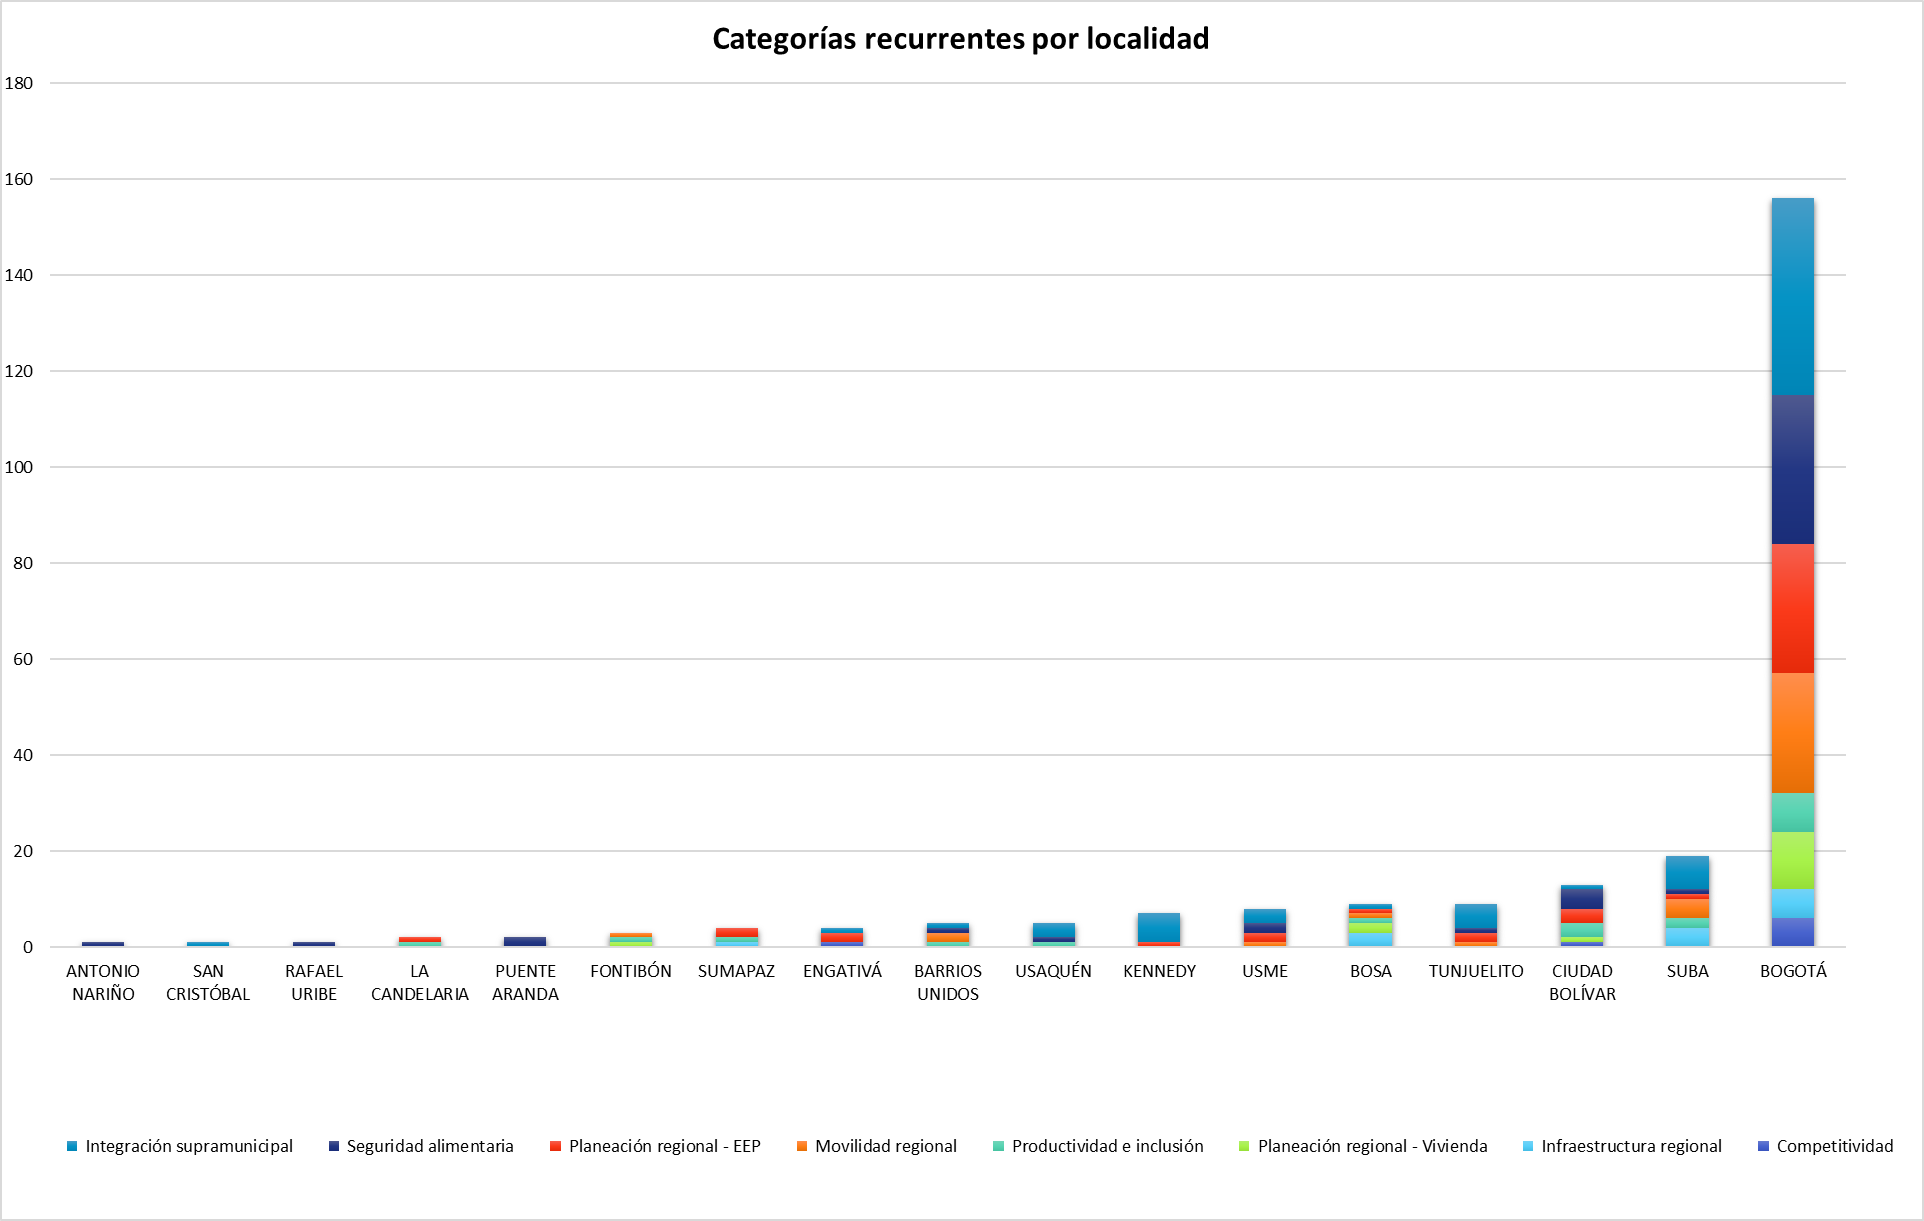 Categorías recurrentes por localidad
180
160
140
120
100
80
60
40
20
0
ANTONIO NARIÑO
SAN CRISTÓBAL
RAFAEL URIBE
LA CANDELARIA
PUENTE ARANDA
FONTIBÓN
SUMAPAZ
ENGATIVÁ
BARRIOS UNIDOS
USAQUÉN
KENNEDY
USME
BOSA
TUNJUELITO
CIUDAD BOLÍVAR
SUBA
BOGOTÁ
Integración supramunicipal
Seguridad alimentaria
Planeación regional - EEP
Movilidad regional
Productividad e inclusión
Planeación regional - Vivienda
Infraestructura regional
Competitividad